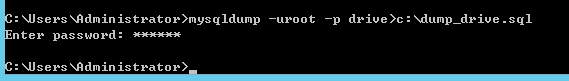 C:\Users\Administrator>mysqldump -uroot -p drive>c:\dump_drive.sql
Enter password: ******
C:\Users\Administrator>_